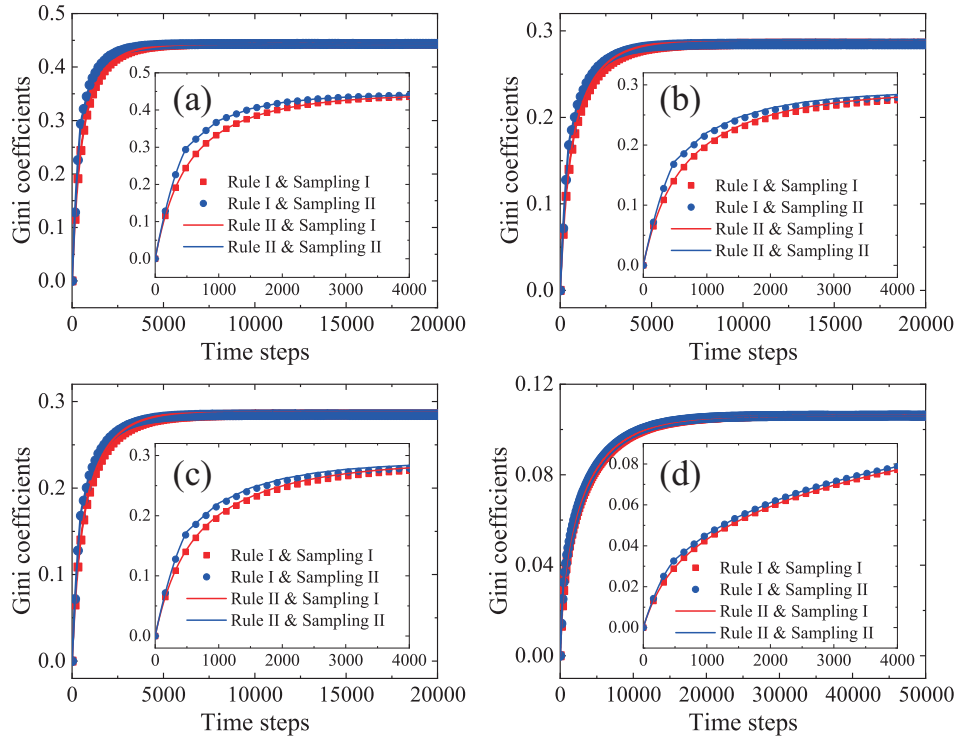 Gini coefficients
0.5
0.4
0.3
0.2
0.1
0.0
0 5000 10000 15000 20000
Time steps
(a)
0.5
0.4
0.3
0.2
0.1
0.0
0 1000 2000 3000 4000
Rule I & Sampling I
Rule I & Sampling II
Rule II & Sampling I
Rule II & Sampling II
Gini coefficients
0.3
0.2
0.1
0.0
0 5000 10000 15000 20000
Time steps
(b)
0.3
0.2
0.1
0.0
0 1000 2000 3000 4000
Rule I & Sampling I
Rule I & Sampling II
Rule II & Sampling I
Rule II & Sampling II
Gini coefficients
0.3
0.2
0.1
0.0
0 5000 10000 15000 20000
Time steps
(c)
0.3
0.2
0.1
0.0
0 1000 2000 3000 4000
Rule I & Sampling I
Rule I & Sampling II
Rule II & Sampling I
Rule II & Sampling II
Gini coefficients
0.12
0.08
0.04
0.00
0 10000 20000 30000 40000 50000
Time steps
(d)
0.08
0.06
0.04
0.02
0.00
0 1000 2000 3000 4000
Rule I & Sampling I
Rule I & Sampling II
Rule II & Sampling I
Rule II & Sampling II